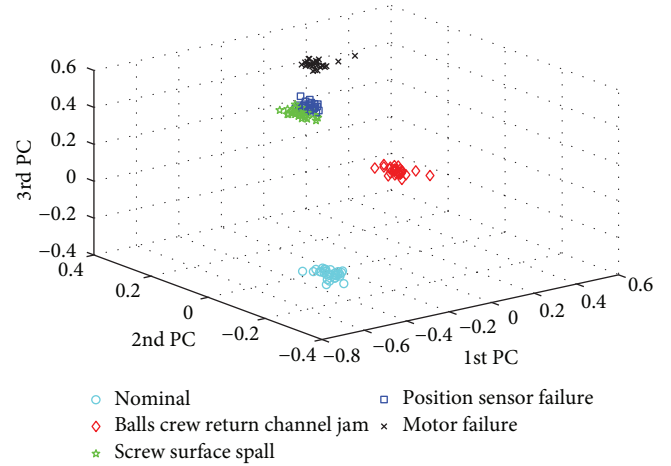 0.6
0.4
0.2
0
−0.2
−0.4
3rd PC
0.4
0.2
0
−0.2
−0.4
2nd PC
−0.8
−0.6
−0.4
−0.2
0
0.2
0.4
0.6
1st PC
Nominal
Balls crew return channel jam
Screw surface spall
Position sensor failure
Motor failure